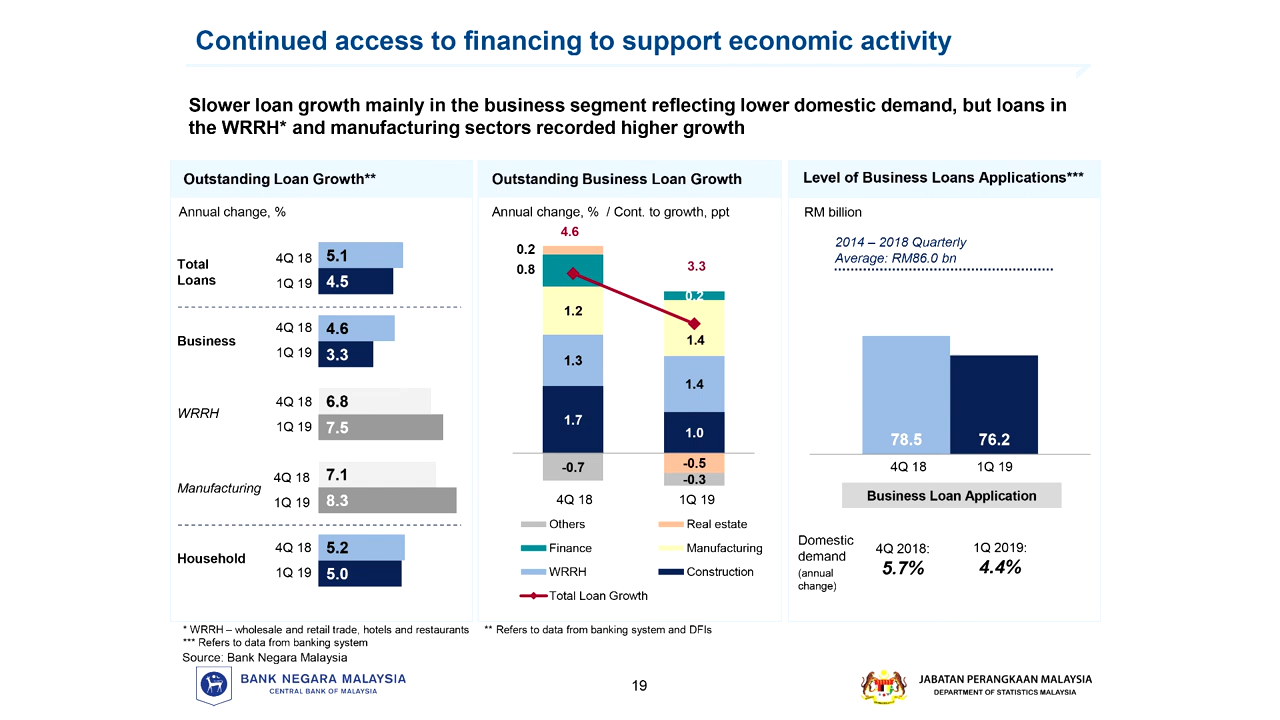 Continued access to financing to support economic activity
Slower loan growth mainly in the business segment reflecting lower domestic demand, but loans in
the WRRH* and manufacturing sectors recorded higher growth
Outstanding Loan Growth**
Annual change, %
Total
Loans
4Q 18 5.1
1Q 19 4.5
Business
4Q 18 4.6
1Q 19 3.3
WRRH
4Q 18 6.8
1Q 19 7.5
Manufacturing
4Q 18 7.1
1Q 19 8.3
Household
4Q 18 5.2
1Q 19 5.0
Outstanding Business Loan Growth
Annual change, % / Cont. to growth, ppt
4.6
0.2
0.8
1.2
1.3
1.7
-0.7
3.3
0.2
1.4
1.4
1.0
-0.5
-0.3
4Q 18 1Q 19
Others Real estate
Finance Manufacturing
WRRH Construction
Total Loan Growth
Level of Business Loans Applications***
RM billion
2014 – 2018 Quarterly
Average: RM86.0 bn
78.5 76.2
4Q 18 1Q 19
Business Loan Application
Domestic
demand
(annual
change)
4Q 2018:
5.7%
1Q 2019:
4.4%
* WRRH – wholesale and retail trade, hotels and restaurants ** Refers to data from banking system and DFIs
*** Refers to data from banking system
Source: Bank Negara Malaysia
BANK NEGARA MALAYSIA
CENTRAL BANK OF MALAYSIA
19
JABATAN PERANGKAAN MALAYSIA
DEPARTMENT OF STATISTICS MALAYSIA